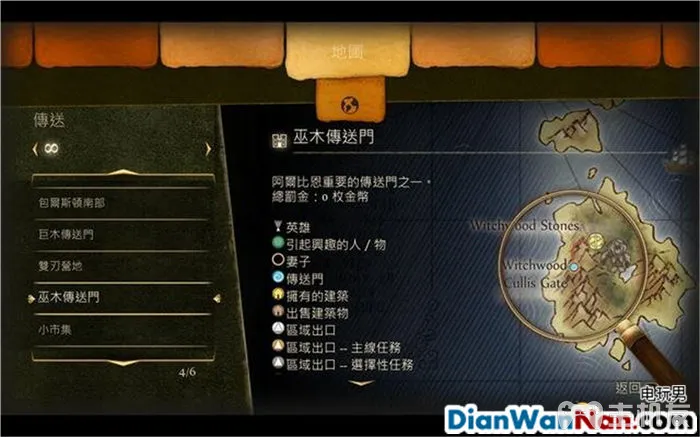 地圖
傳送
∞
包爾斯頓南部
巨木傳送門
雙刃營地
巫木傳送門
小市集
4/6
巫木傳送門
阿爾比恩重要的傳送門之一。
總罰金：0 枚金幣
英雄
引起興趣的人 / 物
妻子
傳送門
擁有的建築
出售建築物
區域出口
區域出口 -- 主線任務
區域出口 -- 選擇性任務
Witchwood Stones
Witchwood
Cullis Gate
返回
电玩男
DianWanNan.com